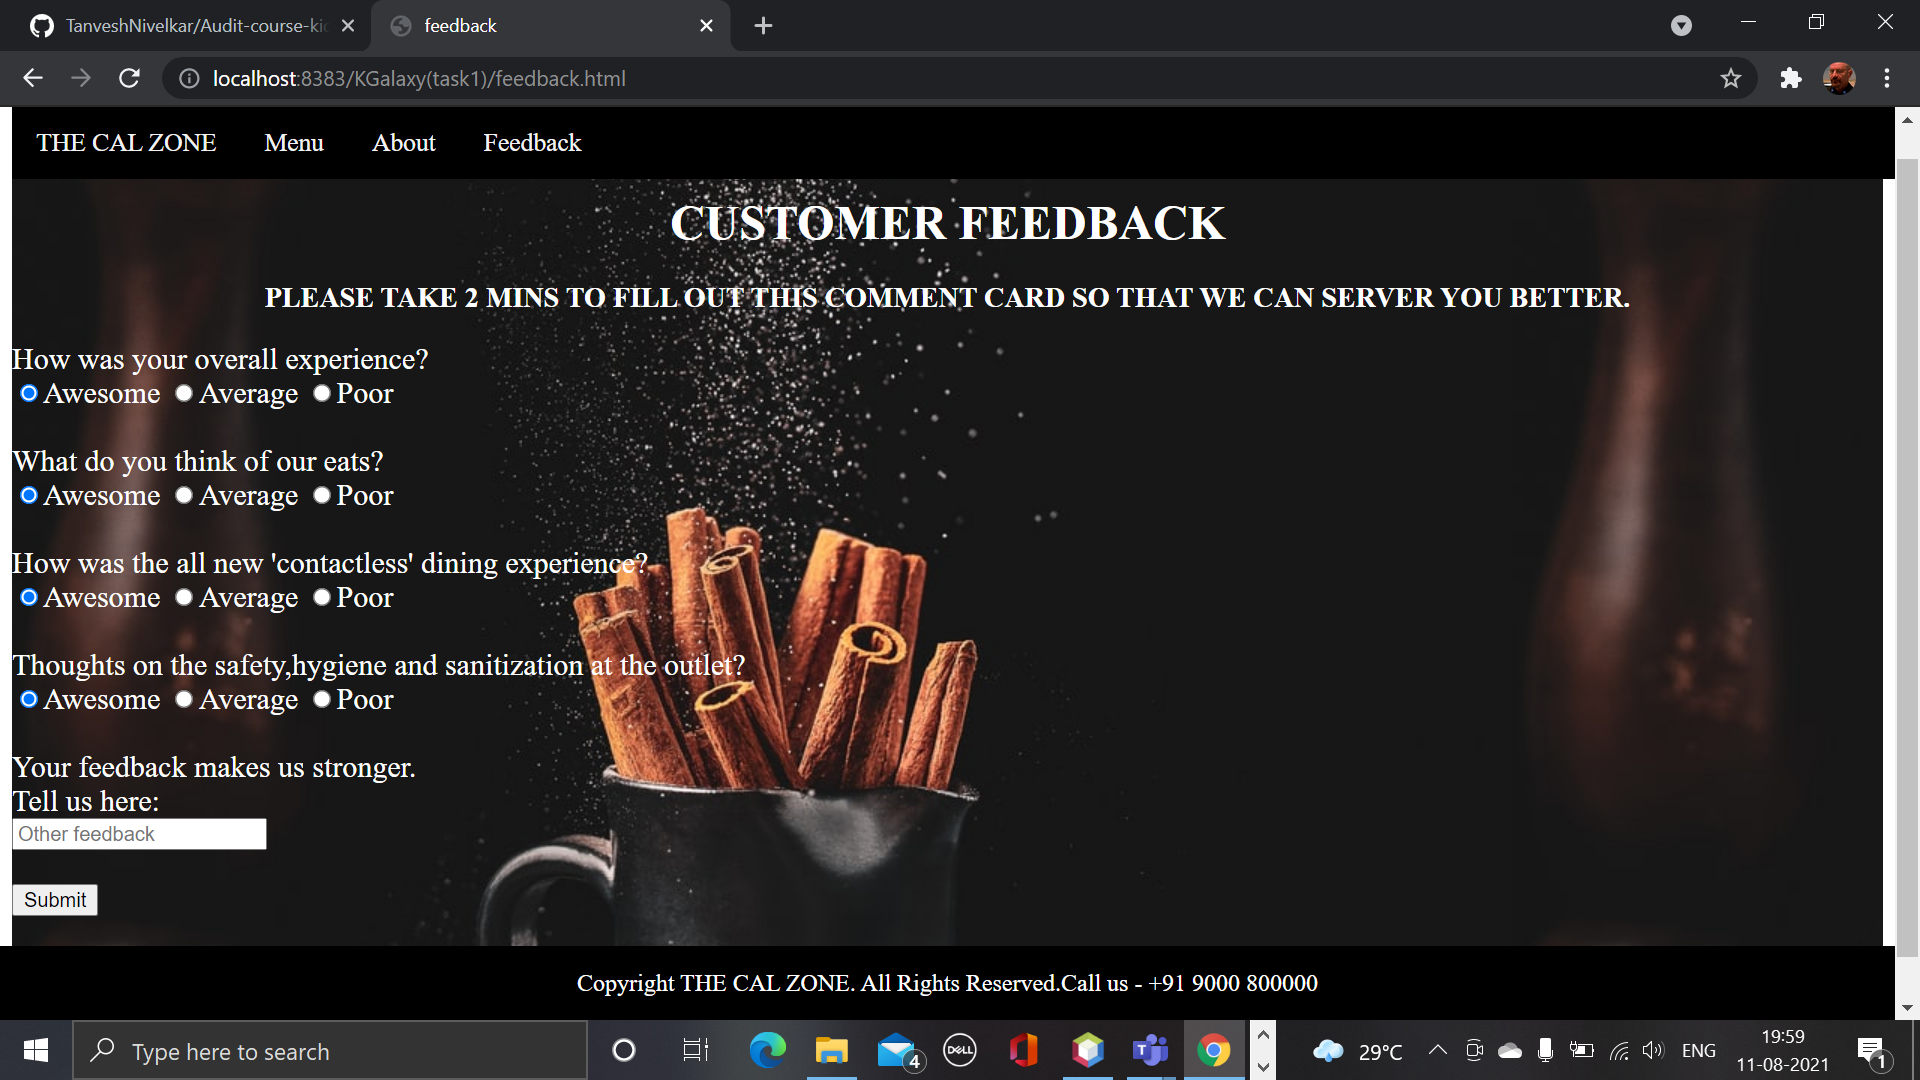 TanveshNivelkar/Audit-course-ki
feedback
localhost:8383/KGalaxy(task1)/feedback.html
THE CAL ZONE Menu About Feedback
CUSTOMER FEEDBACK
PLEASE TAKE 2 MINS TO FILL OUT THIS COMMENT CARD SO THAT WE CAN SERVER YOU BETTER.
How was your overall experience?
Awesome Average Poor
What do you think of our eats?
Awesome Average Poor
How was the all new 'contactless' dining experience?
Awesome Average Poor
Thoughts on the safety,hygiene and sanitization at the outlet?
Awesome Average Poor
Your feedback makes us stronger.
Tell us here:
Other feedback
Submit
Copyright THE CAL ZONE. All Rights Reserved.Call us - +91 9000 800000
Type here to search
4
DELL
T
29°C
ENG
19:59
11-08-2021
1